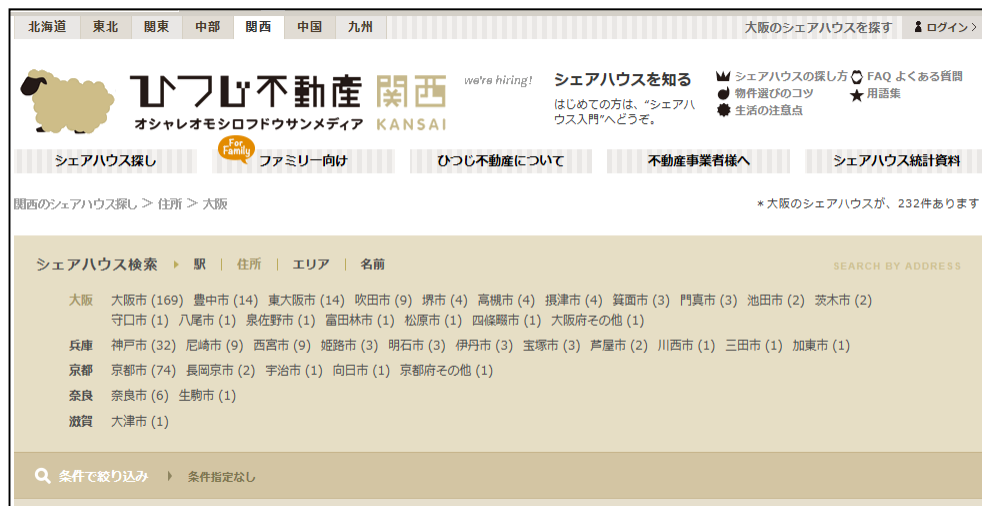 北海道 東北 関東 中部 関西 中国 九州 大阪のシェアハウスを探す ログイン >
ひつじ不動産 関西
オシャレオモシロフドウサンメディア KANSAI
we're hiring!
シェアハウスを知る
はじめての方は、“シェアハ
ウス入門”へどうぞ。
シェアハウスの探し方 FAQ よくある質問
物件選びのコツ 用語集
生活の注意点
For
Family
シェアハウス探し ファミリー向け ひつじ不動産について 不動産事業者様へ シェアハウス統計資料
関西のシェアハウス探し > 住所 > 大阪 *大阪のシェアハウスが、232件あります
シェアハウス検索 駅 | 住所 | エリア | 名前 SEARCH BY ADDRESS
大阪 大阪市 (169) 豊中市 (14) 東大阪市 (14) 吹田市 (9) 堺市 (4) 高槻市 (4) 摂津市 (4) 箕面市 (3) 門真市 (3) 池田市 (2) 茨木市 (2)
守口市 (1) 八尾市 (1) 泉佐野市 (1) 富田林市 (1) 松原市 (1) 四條畷市 (1) 大阪府その他 (1)
兵庫 神戸市 (32) 尼崎市 (9) 西宮市 (9) 姫路市 (3) 明石市 (3) 伊丹市 (3) 宝塚市 (3) 芦屋市 (2) 川西市 (1) 三田市 (1) 加東市 (1)
京都 京都市 (74) 長岡京市 (2) 宇治市 (1) 向日市 (1) 京都府その他 (1)
奈良 奈良市 (6) 生駒市 (1)
滋賀 大津市 (1)
条件で絞り込み 条件指定なし